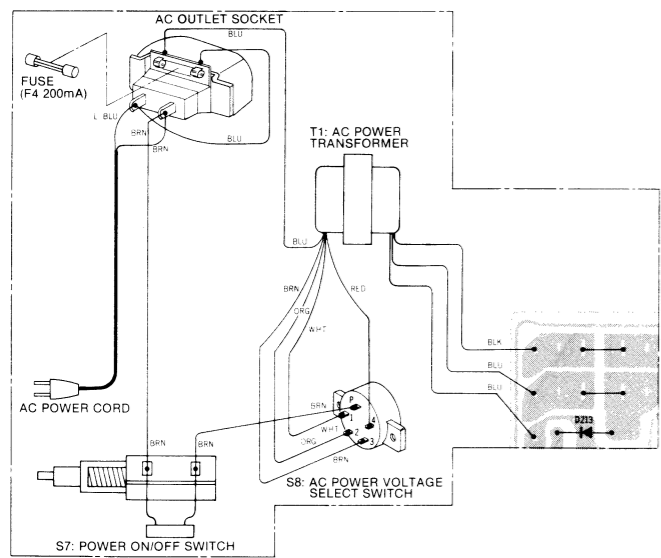 AC OUTLET SOCKET
BLU
FUSE
(F4 200mA)
L BLU
BRN
BRN
BLU
T1: AC POWER
TRANSFORMER
BLU
BRN
ORG
WHT
RED
BLK
BLU
BLU
D213
AC POWER CORD
BRN
BRN
BRN
WHT
ORG
BRN
P
1
2
3
4
S8: AC POWER VOLTAGE
SELECT SWITCH
S7: POWER ON/OFF SWITCH